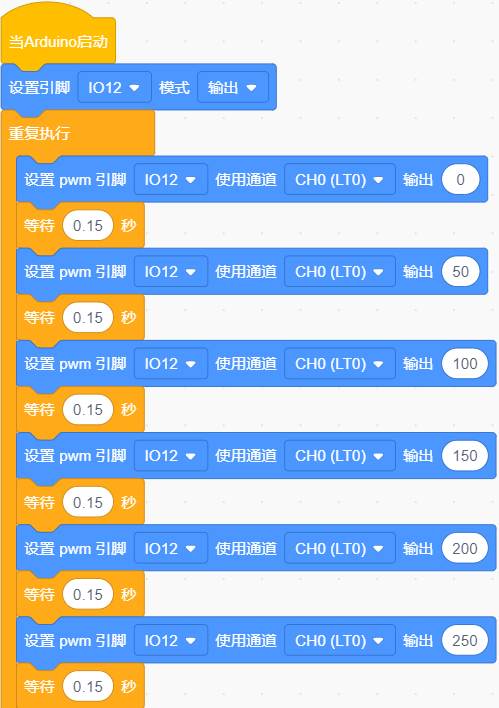 当Arduino启动
设置引脚 IO12 模式 输出
重复执行
设置 pwm 引脚 IO12 使用通道 CH0 (LT0) 输出 0
等待 0.15 秒
设置 pwm 引脚 IO12 使用通道 CH0 (LT0) 输出 50
等待 0.15 秒
设置 pwm 引脚 IO12 使用通道 CH0 (LT0) 输出 100
等待 0.15 秒
设置 pwm 引脚 IO12 使用通道 CH0 (LT0) 输出 150
等待 0.15 秒
设置 pwm 引脚 IO12 使用通道 CH0 (LT0) 输出 200
等待 0.15 秒
设置 pwm 引脚 IO12 使用通道 CH0 (LT0) 输出 250
等待 0.15 秒